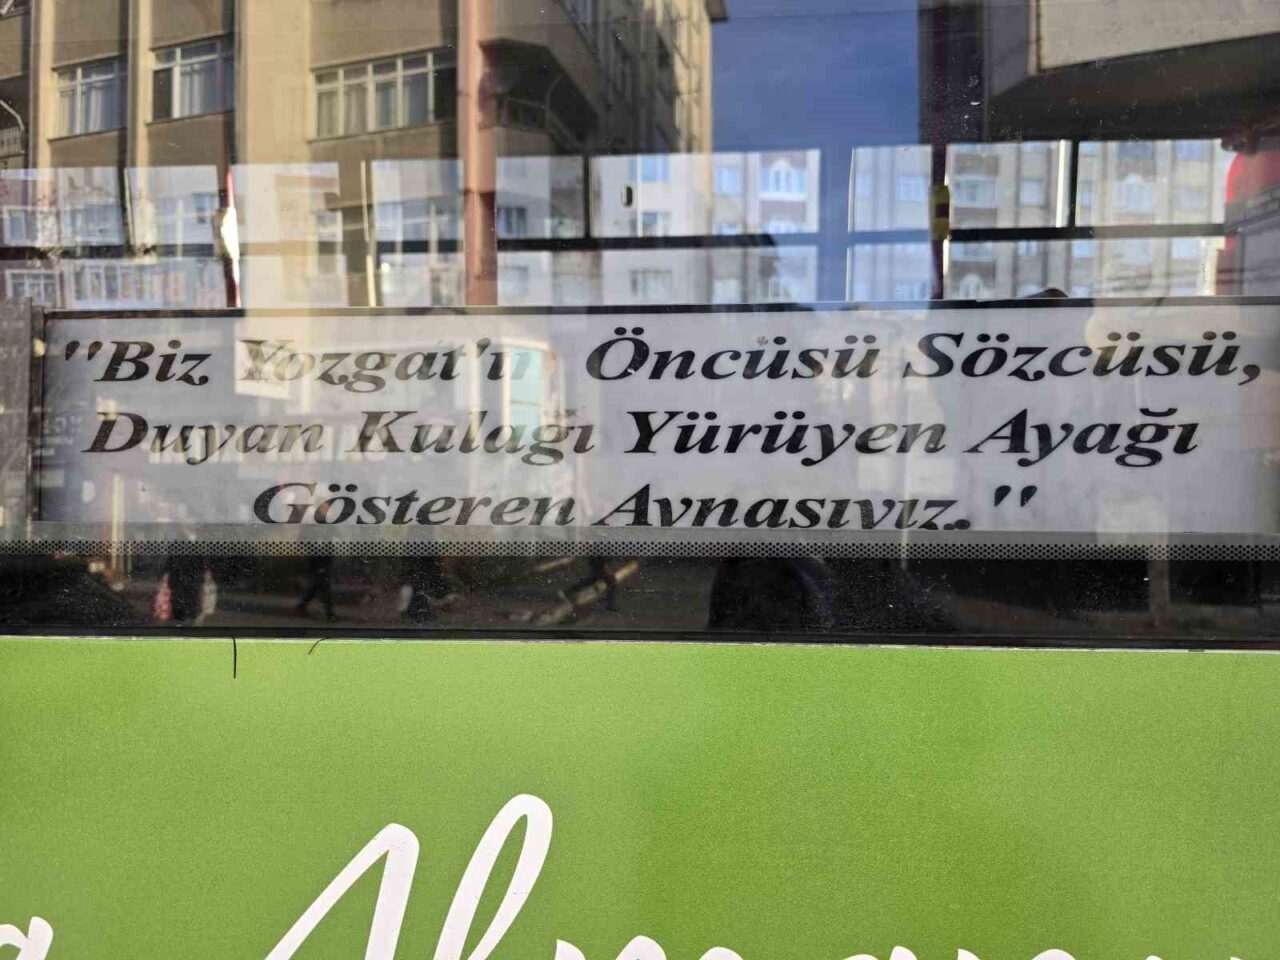 "Biz Yozgat'ın Öncüsü Sözcüsü,
Duyan Kulağı Yürüyen Ayağı
Gösteren Aynasıyız."